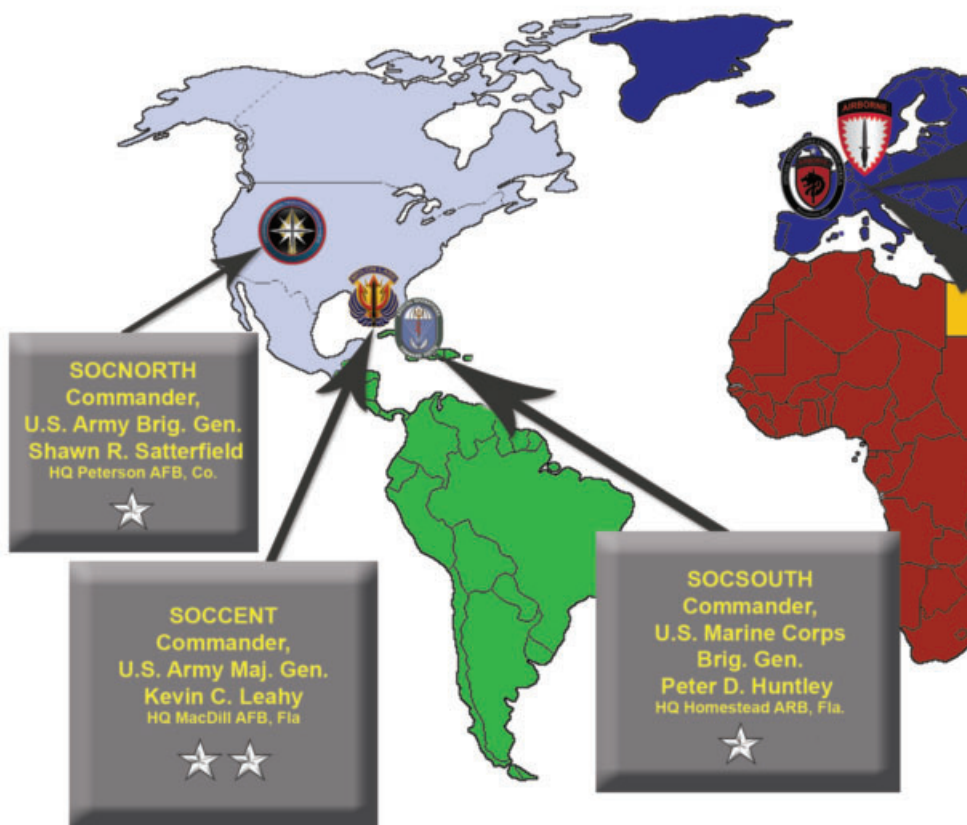 AIRBORNE
SOCNORTH
Commander,
U.S. Army Brig. Gen.
Shawn R. Satterfield
HQ Peterson AFB, Co.
SOCCENT
Commander,
U.S. Army Maj. Gen.
Kevin C. Leahy
HQ MacDill AFB, Fla
SOCSOUTH
Commander,
U.S. Marine Corps
Brig. Gen.
Peter D. Huntley
HQ Homestead ARB, Fla.